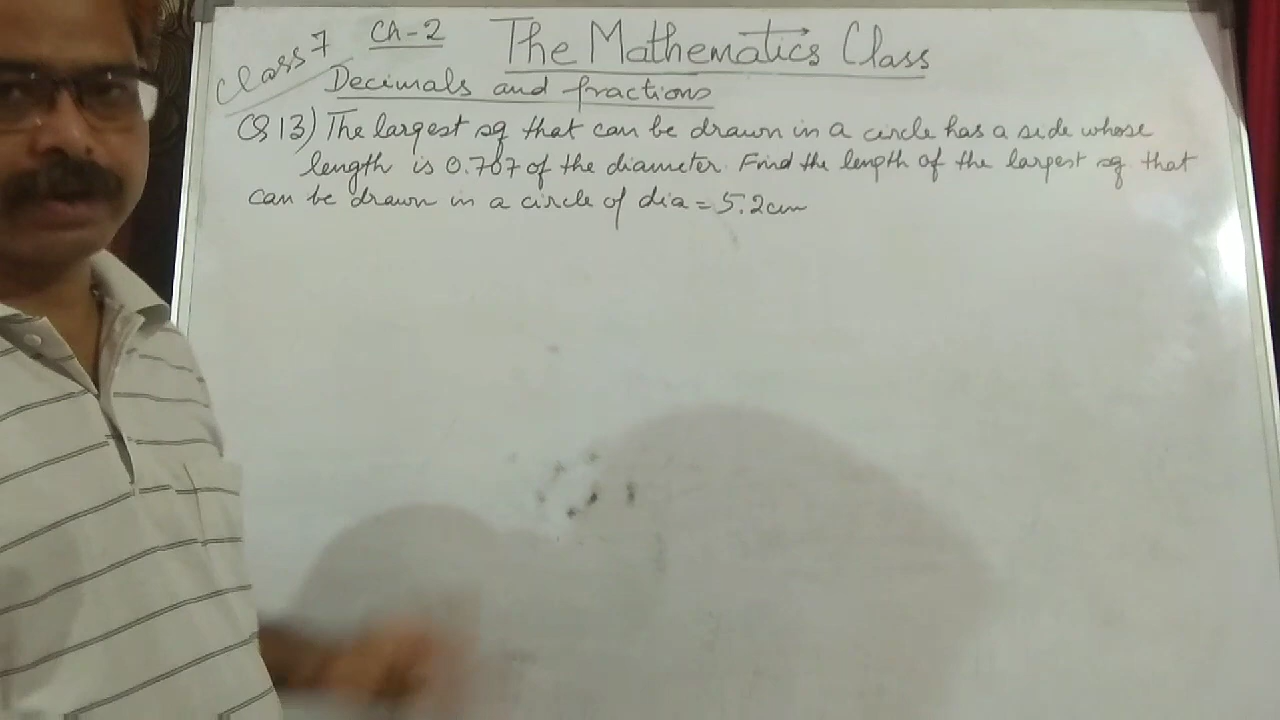 Class 7 Ch-2 The Mathematics Class
Decimals and fractions
Q 13) The largest sq that can be drawn in a circle has a side whose
length is 0.707 of the diameter. Find the length of the largest sq. that
can be drawn in a circle of dia = 5.2cm